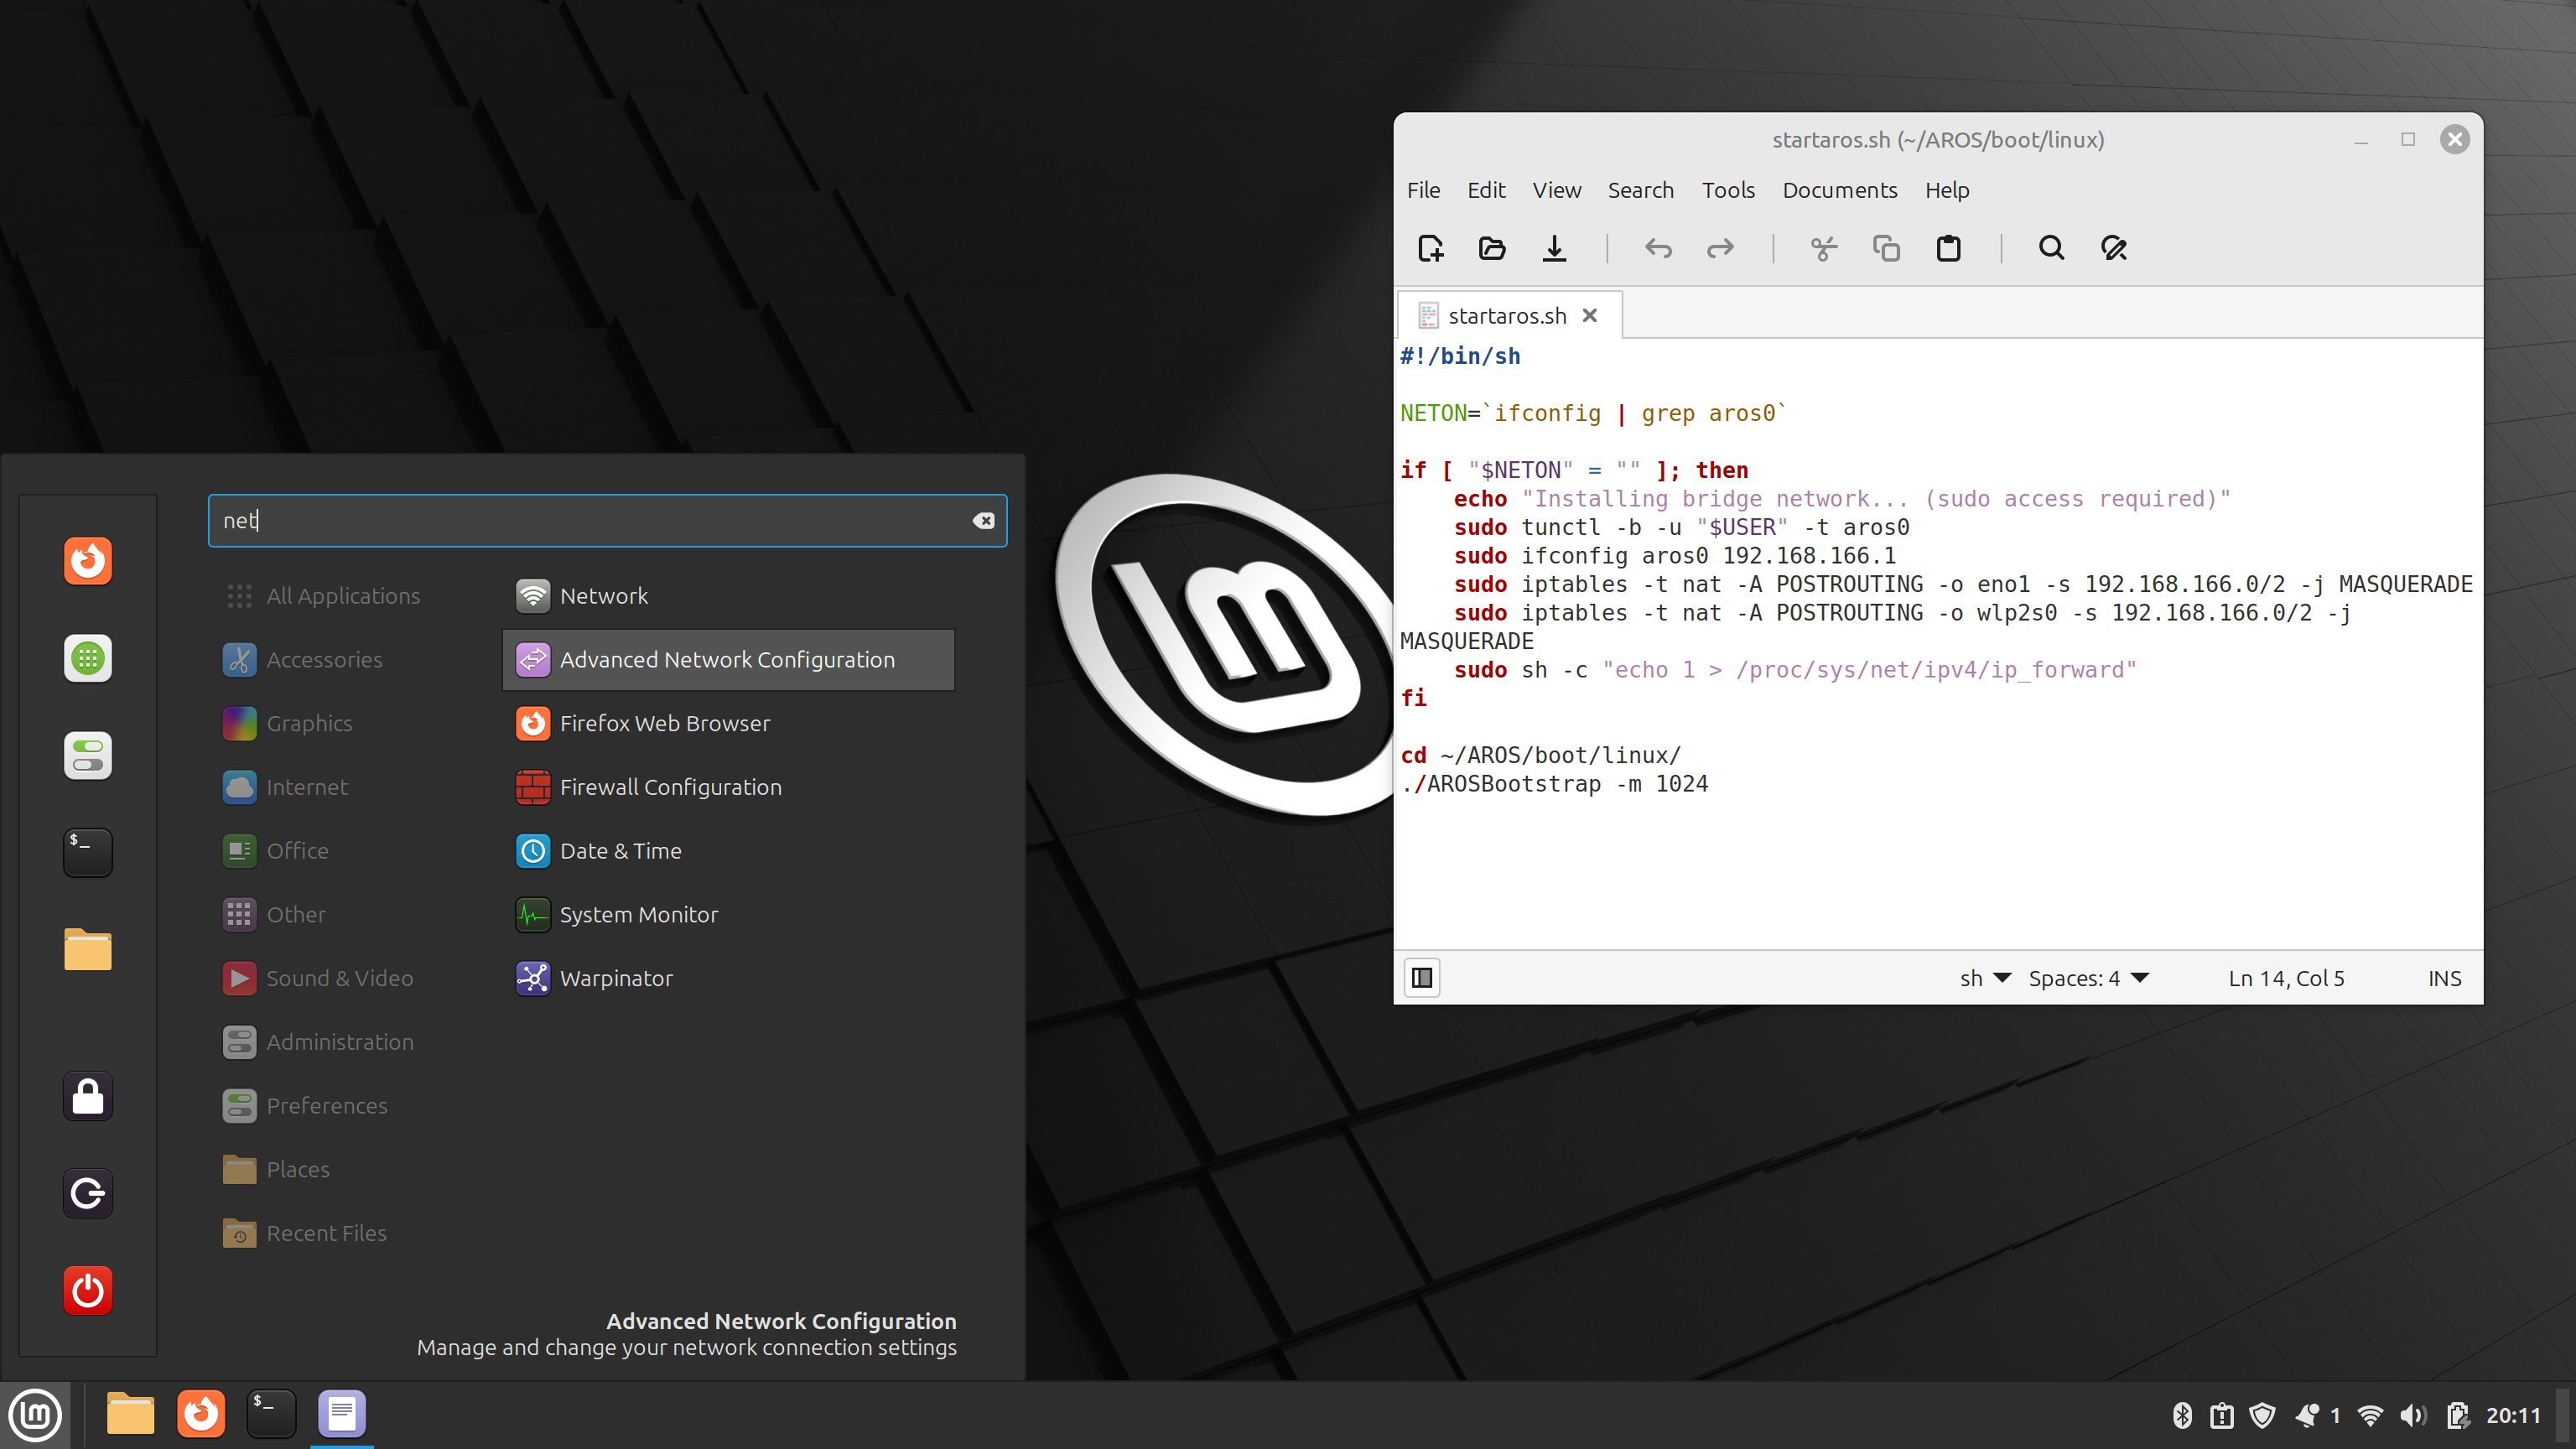 startaros.sh (~/AROS/boot/linux)
File Edit View Search Tools Documents Help
startaros.sh
#!/bin/sh
NETON=`ifconfig | grep aros0`
if [ "$NETON" = "" ]; then
    echo "Installing bridge network... (sudo access required)"
    sudo tunctl -b -u "$USER" -t aros0
    sudo ifconfig aros0 192.168.166.1
    sudo iptables -t nat -A POSTROUTING -o eno1 -s 192.168.166.0/2 -j MASQUERADE
    sudo iptables -t nat -A POSTROUTING -o wlp2s0 -s 192.168.166.0/2 -j
MASQUERADE
    sudo sh -c "echo 1 > /proc/sys/net/ipv4/ip_forward"
fi
cd ~/AROS/boot/linux/
./AROSBootstrap -m 1024
sh Spaces: 4 Ln 14, Col 5 INS
net
All Applications
Accessories
Graphics
Internet
Office
Other
Sound & Video
Administration
Preferences
Places
Recent Files
Network
Advanced Network Configuration
Firefox Web Browser
Firewall Configuration
Date & Time
System Monitor
Warpinator
Advanced Network Configuration
Manage and change your network connection settings
$_
$_
1
20:11